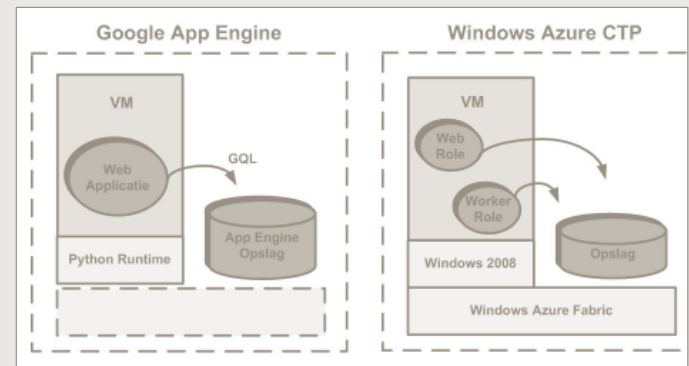 Google App Engine
VM
Web
Applicatie
GQL
App Engine
Opslag
Python Runtime
Windows Azure CTP
VM
Web
Role
Worker
Role
Opslag
Windows 2008
Windows Azure Fabric